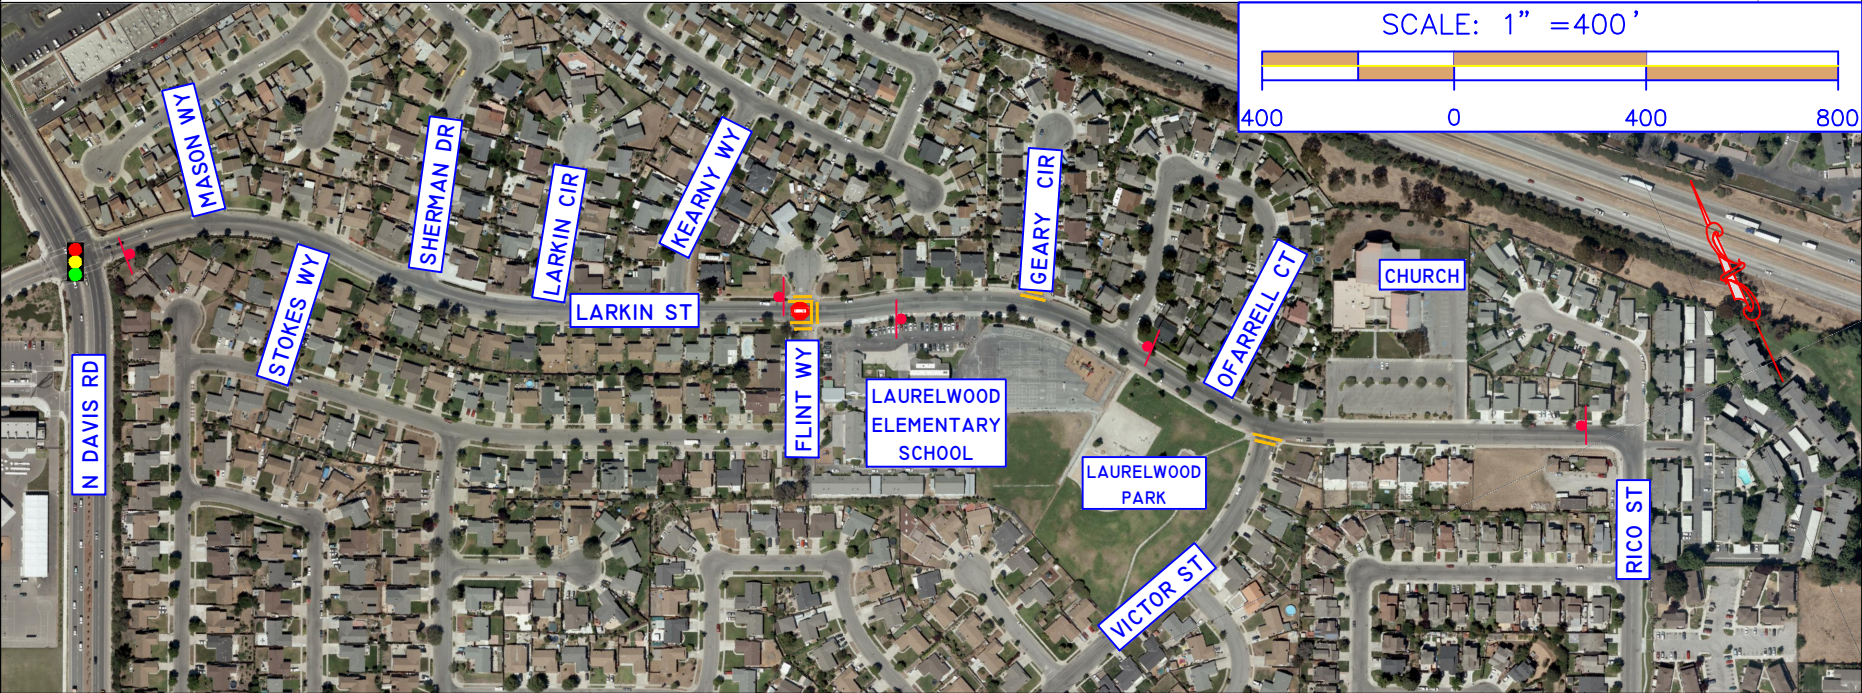 SCALE: 1” =400'
400 0 400 800
MASON WY
SHERMAN DR
LARKIN CIR
KEARNY WY
GEARY CIR
OFARRELL CT
CHURCH
STOKES WY
LARKIN ST
N DAVIS RD
FLINT WY
LAURELWOOD
ELEMENTARY
SCHOOL
LAURELWOOD
PARK
VICTOR ST
RICO ST